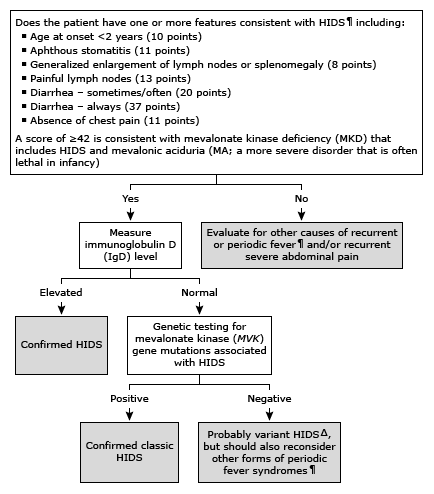 Does the patient have one or more features consistent with HIDS¶ including:
▪ Age at onset <2 years (10 points)
▪ Aphthous stomatitis (11 points)
▪ Generalized enlargement of lymph nodes or splenomegaly (8 points)
▪ Painful lymph nodes (13 points)
▪ Diarrhea – sometimes/often (20 points)
▪ Diarrhea – always (37 points)
▪ Absence of chest pain (11 points)
A score of ≥42 is consistent with mevalonate kinase deficiency (MKD) that
includes HIDS and mevalonic aciduria (MA; a more severe disorder that is often
lethal in infancy)
Yes
No
Measure
immunoglobulin D
(IgD) level
Evaluate for other causes of recurrent
or periodic fever¶ and/or recurrent
severe abdominal pain
Elevated
Normal
Confirmed HIDS
Genetic testing for
mevalonate kinase (MVK)
gene mutations associated
with HIDS
Positive
Negative
Confirmed classic
HIDS
Probably variant HIDSΔ,
but should also reconsider
other forms of periodic
fever syndromes¶